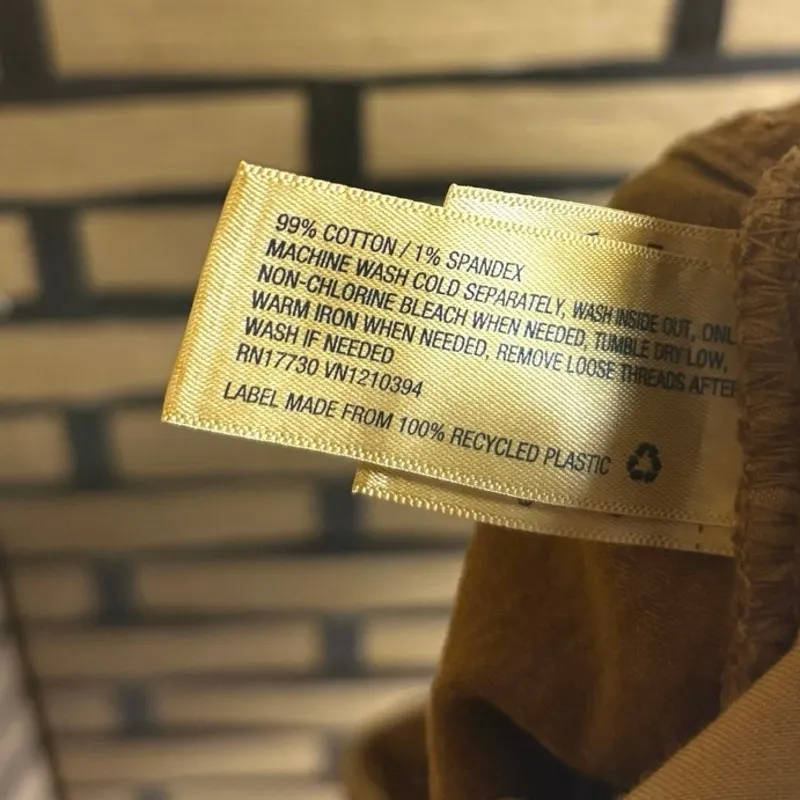 99% COTTON / 1% SPANDEX
MACHINE WASH COLD SEPARATELY, WASH INSIDE OUT, ONL
NON-CHLORINE BLEACH WHEN NEEDED, TUMBLE DRY LOW,
WARM IRON WHEN NEEDED, REMOVE LOOSE THREADS AFTER
WASH IF NEEDED
RN17730 VN1210394
LABEL MADE FROM 100% RECYCLED PLASTIC